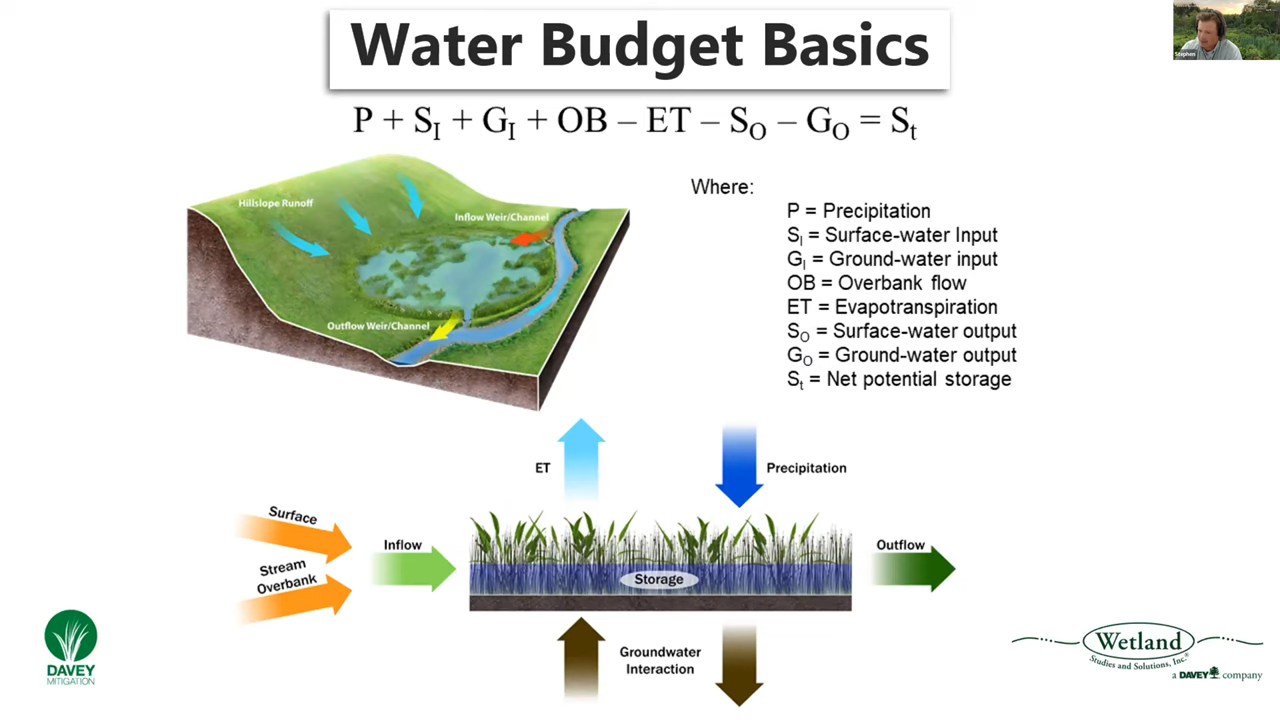 Water Budget Basics
Stephen
P + S_I + G_I + OB – ET – S_O – G_O = S_t
Where:
P = Precipitation
S_I = Surface-water Input
G_I = Ground-water input
OB = Overbank flow
ET = Evapotranspiration
S_O = Surface-water output
G_O = Ground-water output
S_t = Net potential storage
Hillslope Runoff
Inflow Weir/Channel
Outflow Weir/Channel
ET
Precipitation
Surface
Stream
Overbank
Inflow
Storage
Outflow
Groundwater
Interaction
DAVEY
MITIGATION
Wetland
Studies and Solutions, Inc.®
a DAVEY company